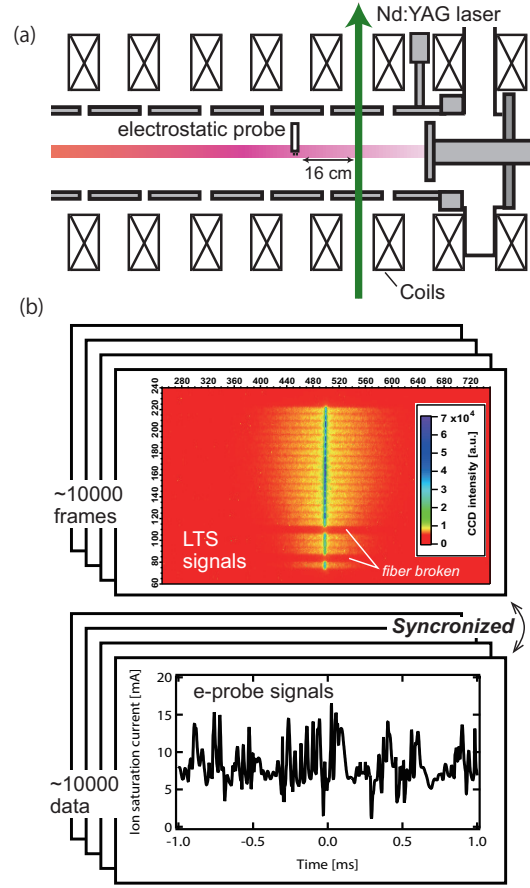 (a)
Nd:YAG laser
electrostatic probe
16 cm
Coils
(b)
280 320 360 400 440 480 520 560 600 640 680 720
240
220
200
180
160
140
120
100
80
60
7 x10⁴
6
5
4
3
2
1
0
CCD intensity [a.u.]
~10000
frames
LTS
signals
fiber broken
Syncronized
e-probe signals
20
15
10
5
0
Ion saturation current [mA]
~10000
data
-1.0 -0.5 0.0 0.5 1.0
Time [ms]